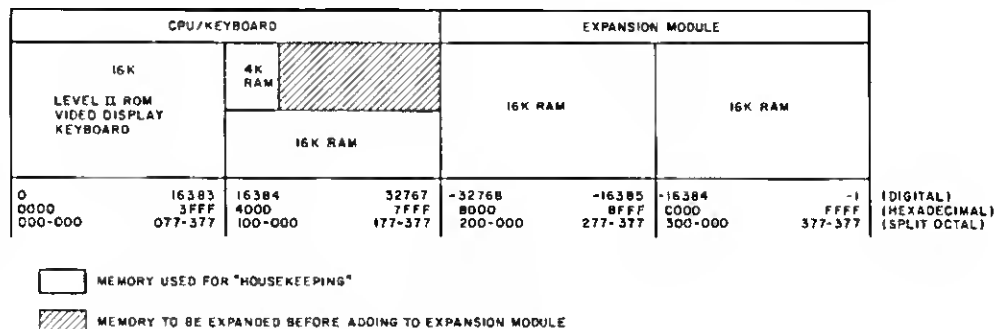 CPU/KEYBOARD
EXPANSION MODULE
16K
LEVEL II ROM
VIDEO DISPLAY
KEYBOARD
4K
RAM
16K RAM
16K RAM
16K RAM
0 16383 16384 32767 -32768 -16385 -16384 -1 (DIGITAL)
0000 3FFF 4000 7FFF 8000 BFFF C000 FFFF (HEXADECIMAL)
000-000 077-377 100-000 177-377 200-000 277-377 300-000 377-377 (SPLIT OCTAL)
MEMORY USED FOR "HOUSEKEEPING"
MEMORY TO BE EXPANDED BEFORE ADDING TO EXPANSION MODULE